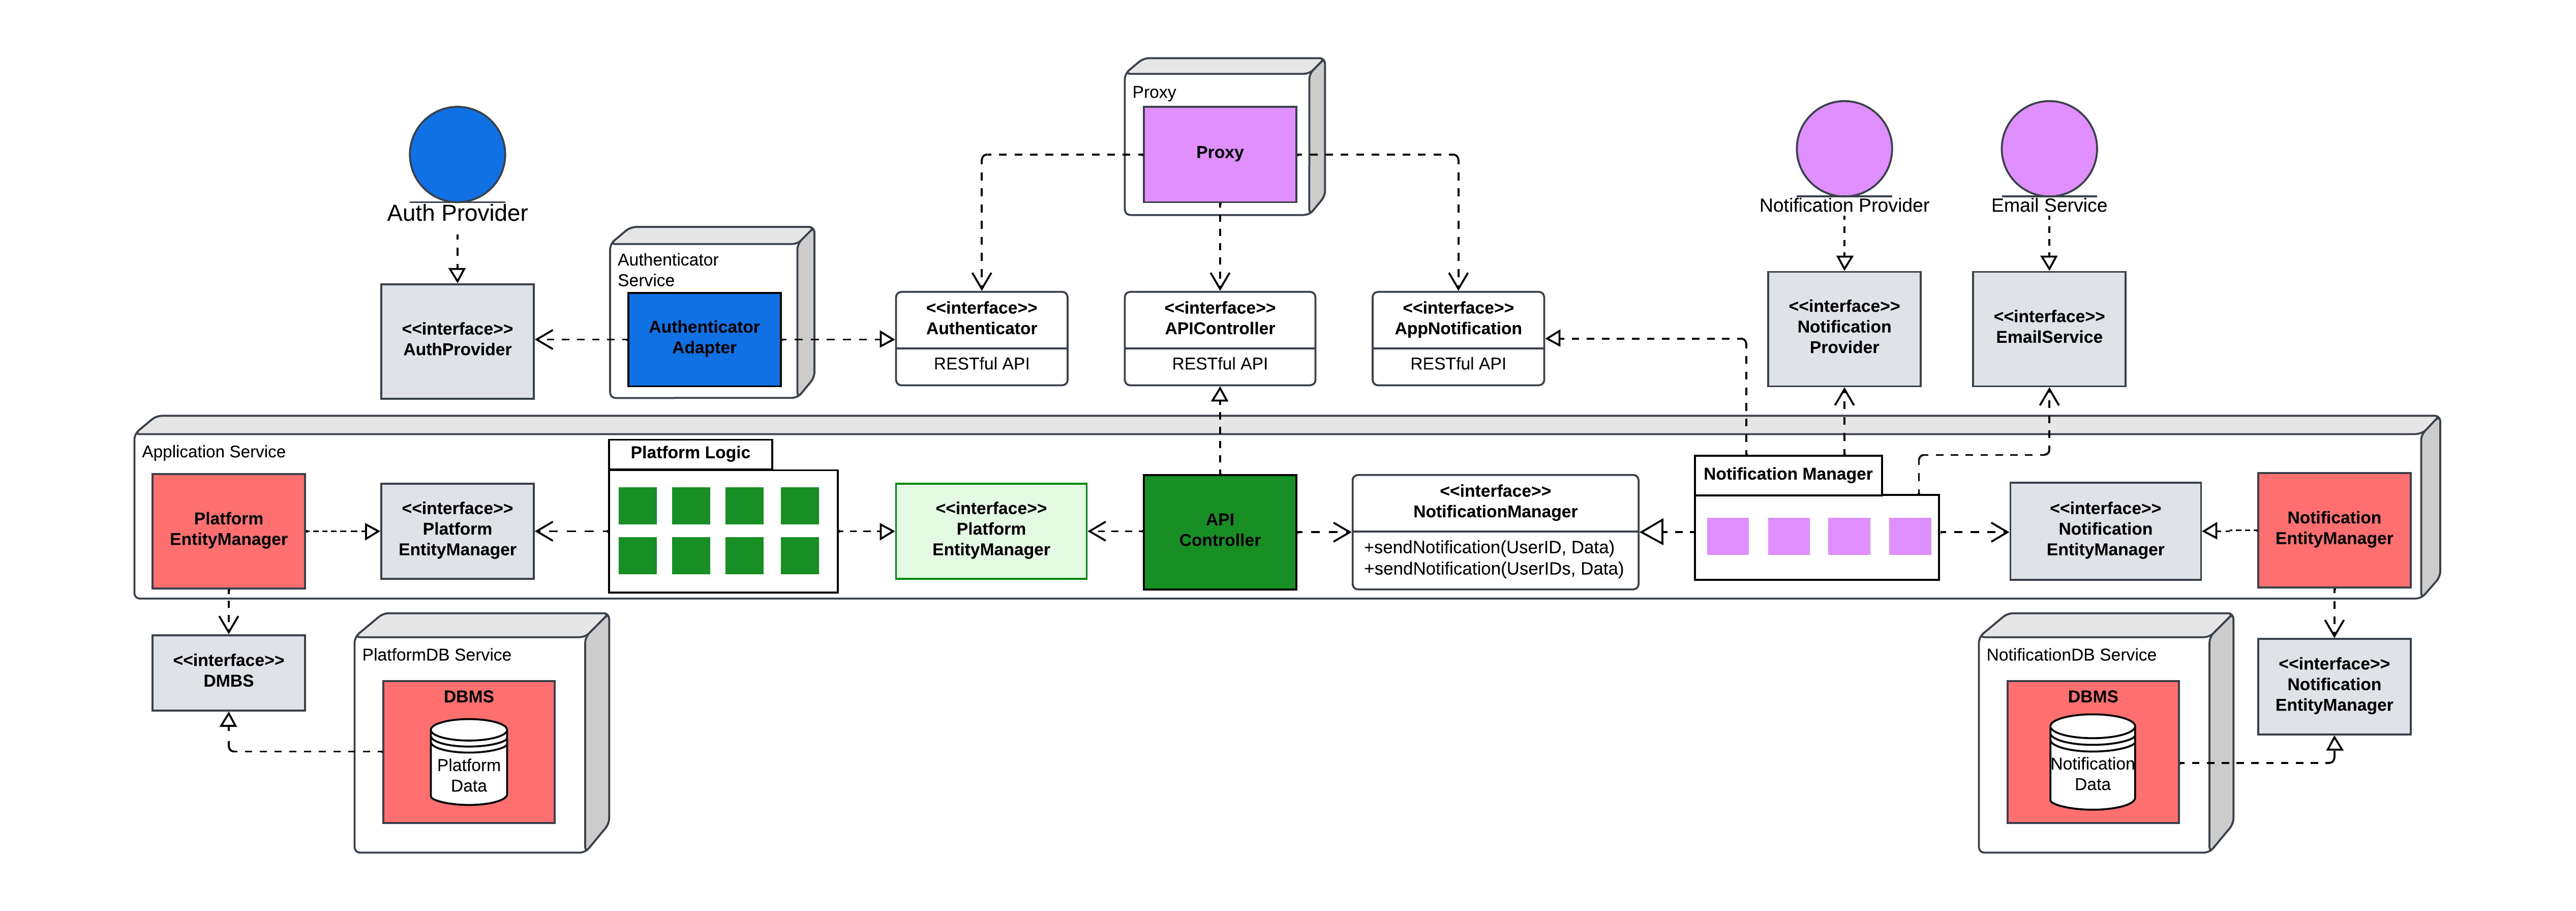 Proxy
Proxy
Auth Provider
Notification Provider
Email Service
Authenticator
Service
Authenticator
Adapter
<<interface>>
AuthProvider
<<interface>>
Authenticator
RESTful API
<<interface>>
APIController
RESTful API
<<interface>>
AppNotification
RESTful API
<<interface>>
Notification
Provider
<<interface>>
EmailService
Application Service
Platform
EntityManager
<<interface>>
Platform
EntityManager
Platform Logic
<<interface>>
Platform
EntityManager
API
Controller
<<interface>>
NotificationManager
+sendNotification(UserID, Data)
+sendNotification(UserIDs, Data)
Notification Manager
<<interface>>
Notification
EntityManager
Notification
EntityManager
<<interface>>
DMBS
PlatformDB Service
DBMS
Platform
Data
NotificationDB Service
DBMS
Notification
Data
<<interface>>
Notification
EntityManager